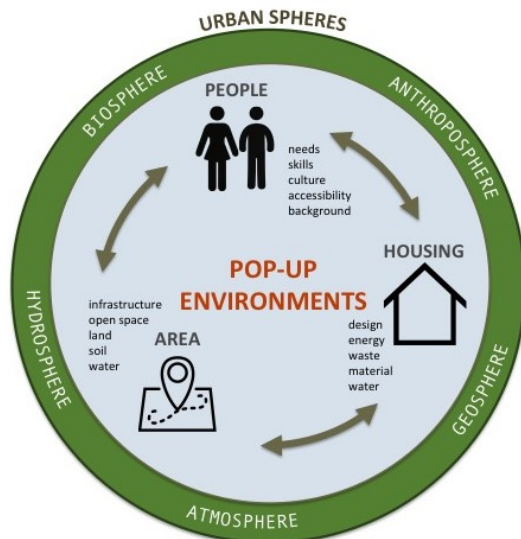 URBAN SPHERES
BIOSPHERE
ANTHROPOSPHERE
PEOPLE
needs
skills
culture
accessibility
background
HOUSING
POP-UP
ENVIRONMENTS
design
energy
waste
material
water
infrastructure
open space
land
soil
water
AREA
HYDROSPHERE
GEOSPHERE
ATMOSPHERE